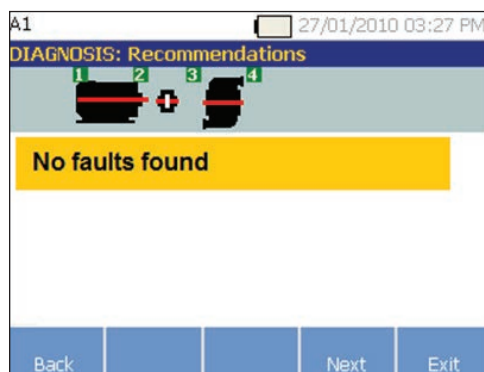 A1 27/01/2010 03:27 PM
DIAGNOSIS: Recommendations
1 2 3 4
No faults found
Back Next Exit